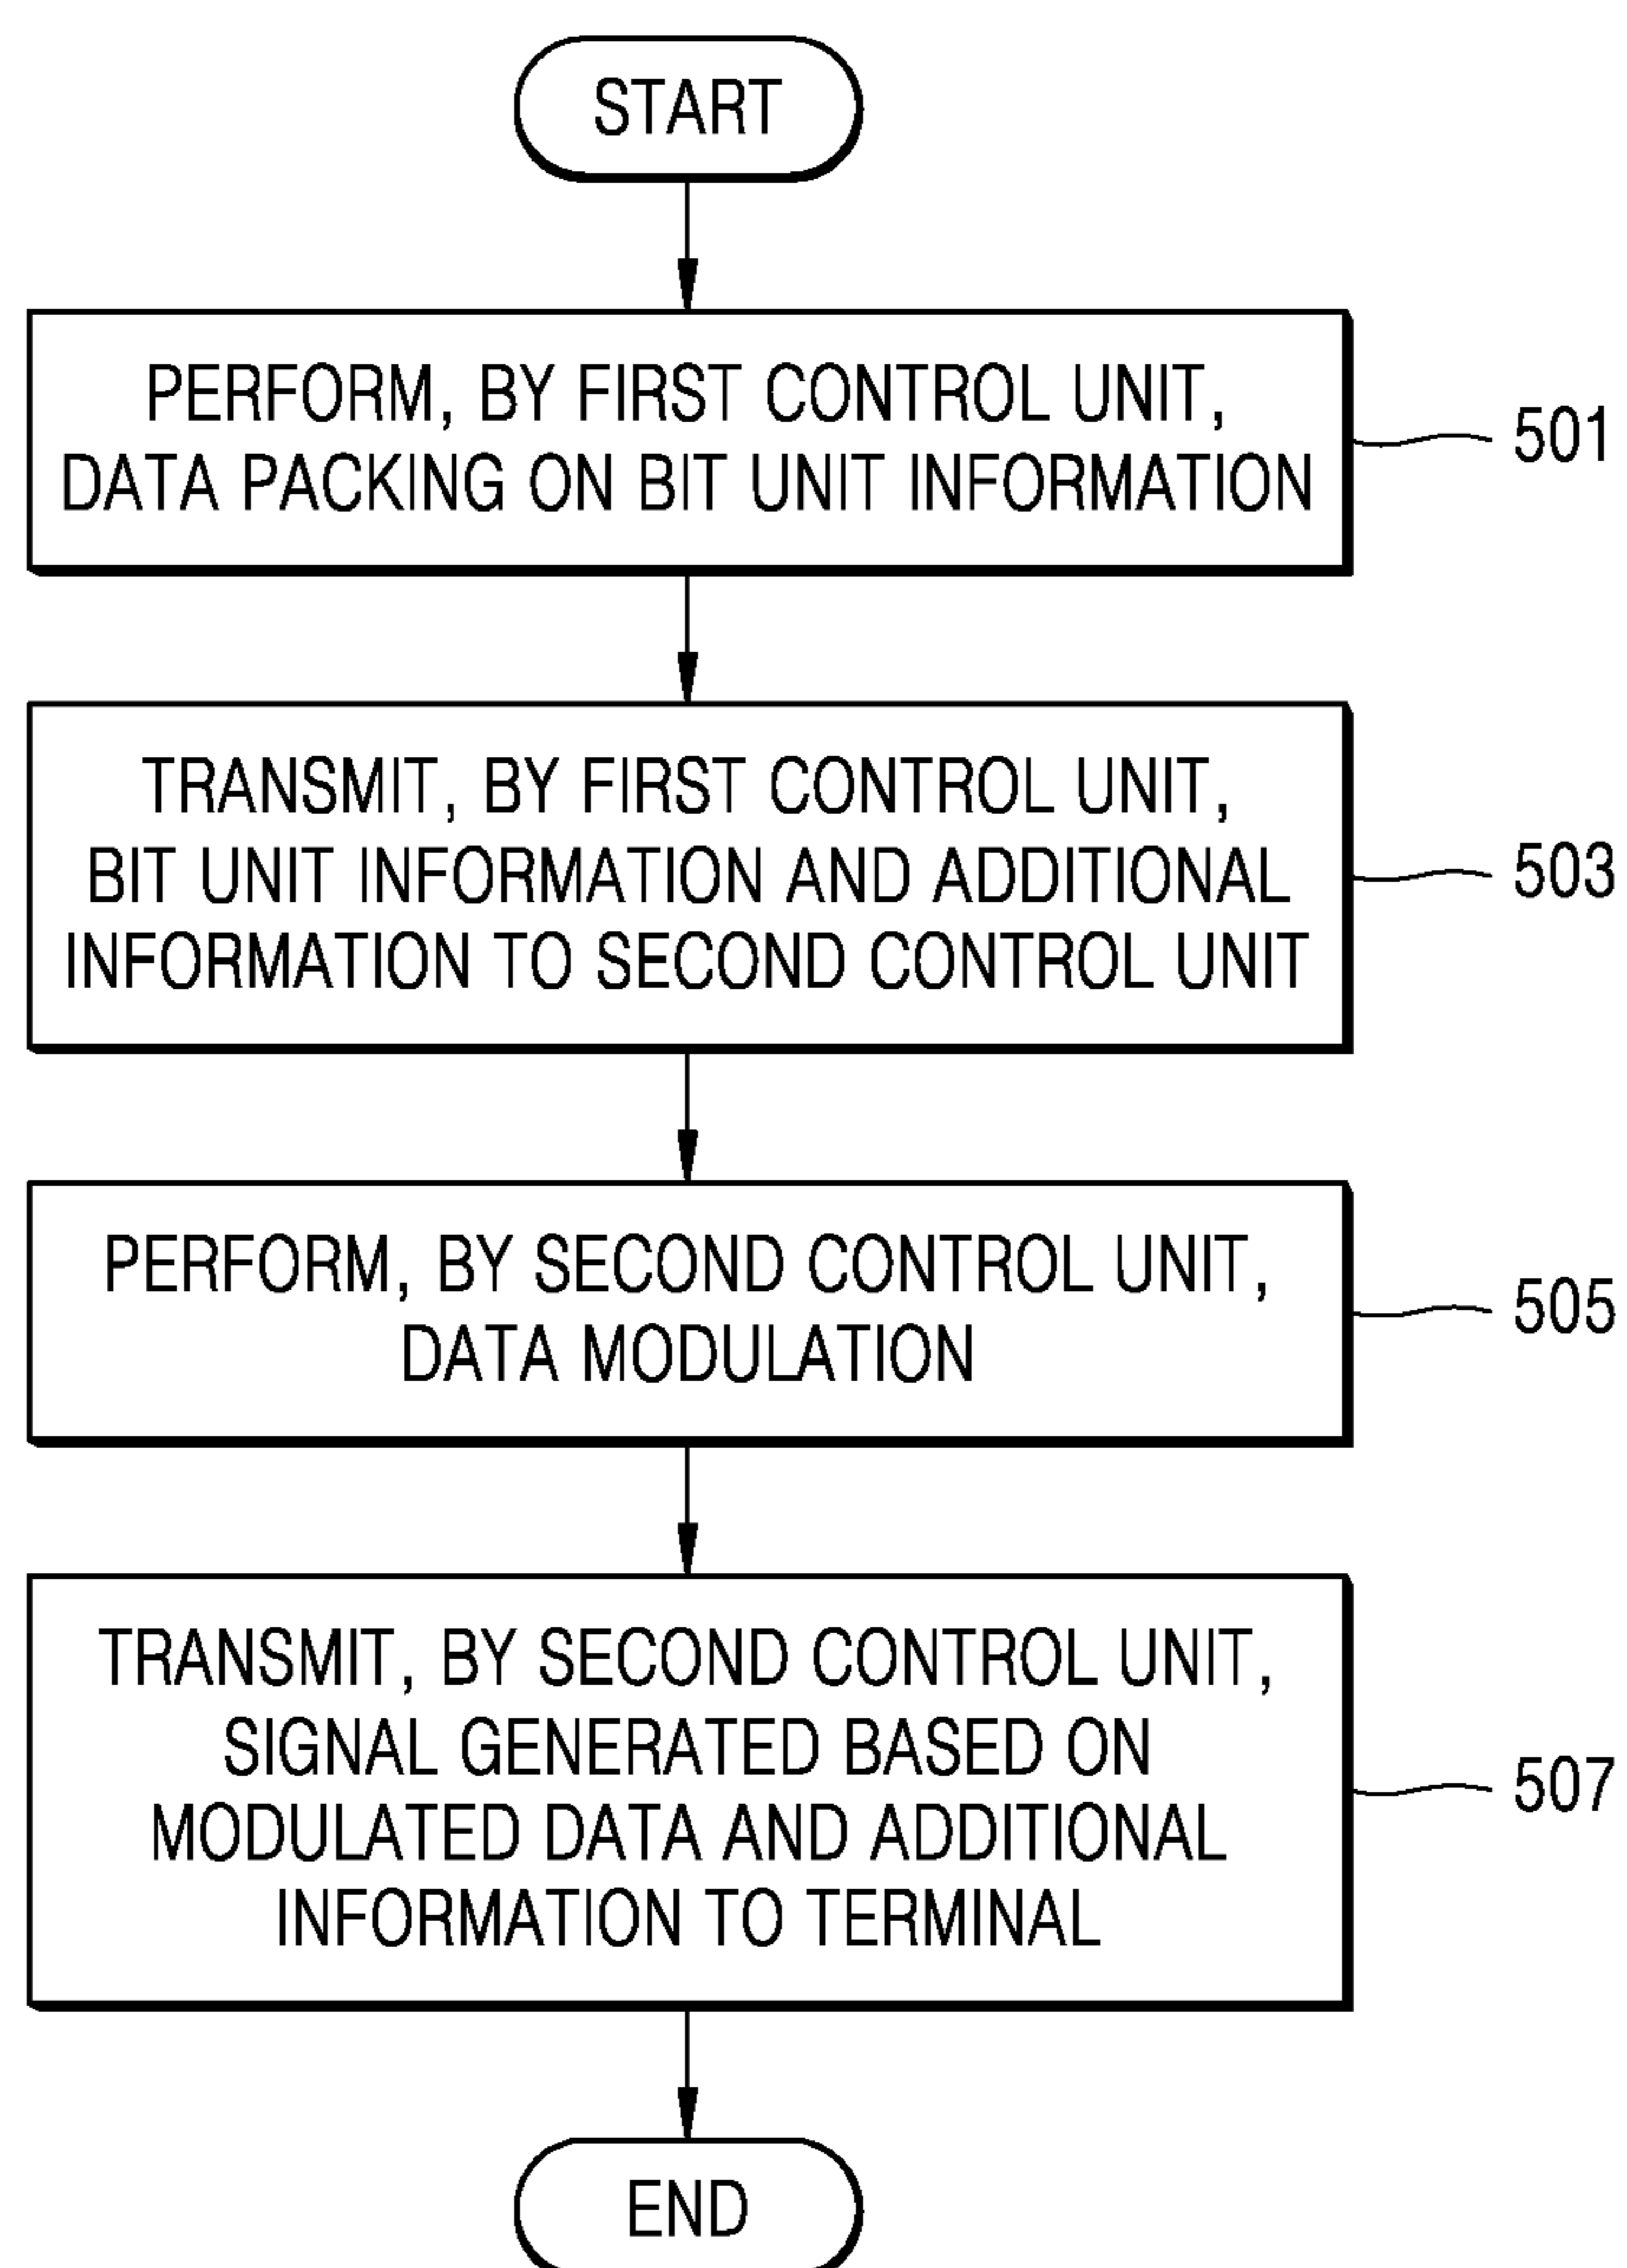 START
PERFORM, BY FIRST CONTROL UNIT,
DATA PACKING ON BIT UNIT INFORMATION
501
TRANSMIT, BY FIRST CONTROL UNIT,
BIT UNIT INFORMATION AND ADDITIONAL
INFORMATION TO SECOND CONTROL UNIT
503
PERFORM, BY SECOND CONTROL UNIT,
DATA MODULATION
505
TRANSMIT, BY SECOND CONTROL UNIT,
SIGNAL GENERATED BASED ON
MODULATED DATA AND ADDITIONAL
INFORMATION TO TERMINAL
507
END